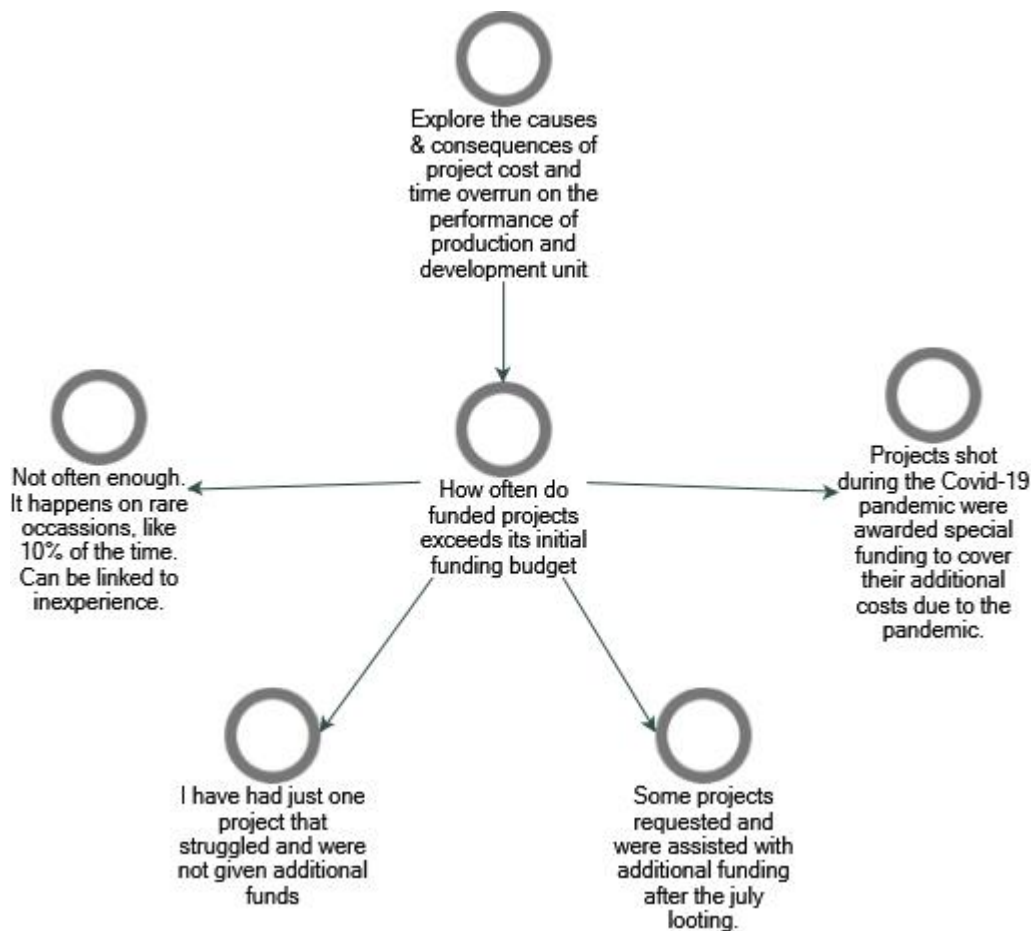 Explore the causes
& consequences of
project cost and
time overrun on the
performance of
production and
development unit
Not often enough.
It happens on rare
occassions, like
10% of the time.
Can be linked to
inexperience.
How often do
funded projects
exceeds its initial
funding budget
Projects shot
during the Covid-19
pandemic were
awarded special
funding to cover
their additional
costs due to the
pandemic.
I have had just one
project that
struggled and were
not given additional
funds
Some projects
requested and
were assisted with
additional funding
after the july
looting.